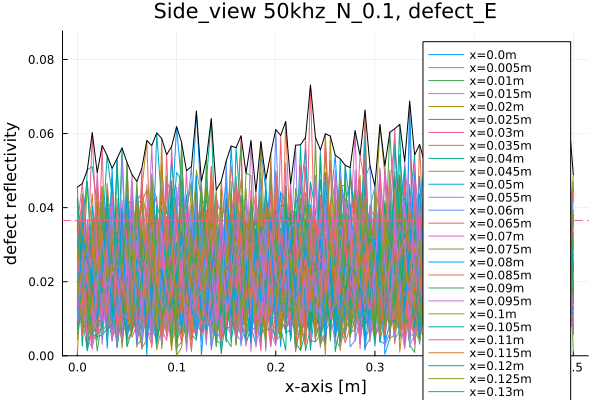 Side_view 50khz_N_0.1, defect_E
defect reflectivity
0.08
0.06
0.04
0.02
0.00
0.0
0.1
0.2
0.3
.5
x-axis [m]
x=0.0m
x=0.005m
x=0.01m
x=0.015m
x=0.02m
x=0.025m
x=0.03m
x=0.035m
x=0.04m
x=0.045m
x=0.05m
x=0.055m
x=0.06m
x=0.065m
x=0.07m
x=0.075m
x=0.08m
x=0.085m
x=0.09m
x=0.095m
x=0.1m
x=0.105m
x=0.11m
x=0.115m
x=0.12m
x=0.125m
x=0.13m